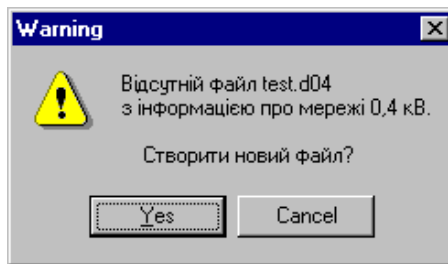 Warning
Відсутній файл test.d04
з інформацією про мережі 0,4 кВ.
Створити новий файл?
Yes
Cancel